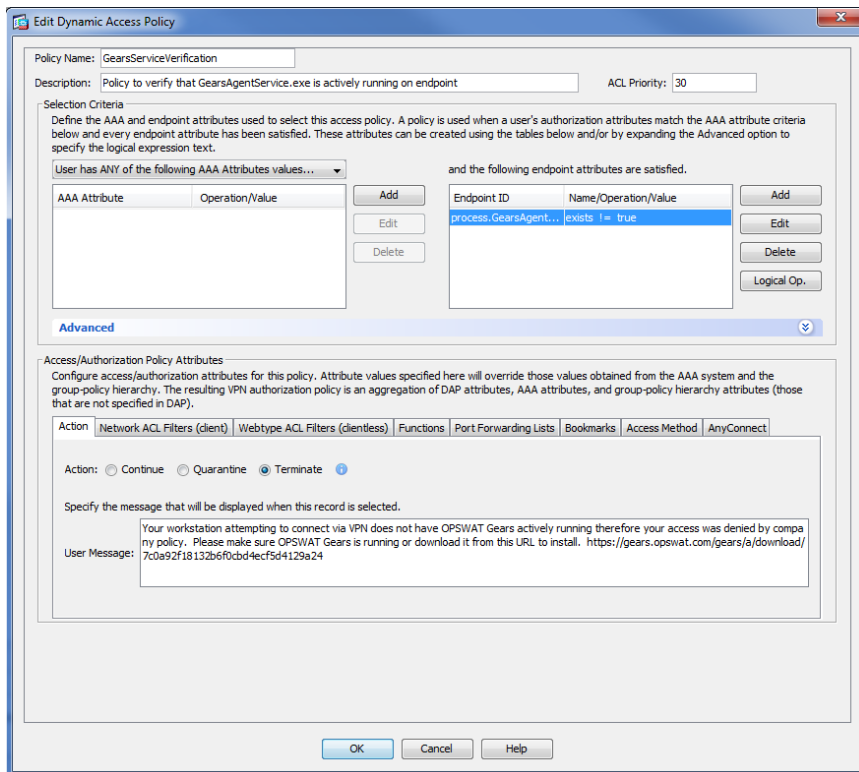 Edit Dynamic Access Policy
Policy Name: GearsServiceVerification
Description: Policy to verify that GearsAgentService.exe is actively running on endpoint ACL Priority: 30
Selection Criteria
Define the AAA and endpoint attributes used to select this access policy. A policy is used when a user's authorization attributes match the AAA attribute criteria
below and every endpoint attribute has been satisfied. These attributes can be created using the tables below and/or by expanding the Advanced option to
specify the logical expression text.
User has ANY of the following AAA Attributes values... and the following endpoint attributes are satisfied.
AAA Attribute Operation/Value Add Endpoint ID Name/Operation/Value Add
process.GearsAgent... exists != true
Edit Edit
Delete Delete
Logical Op.
Advanced
Access/Authorization Policy Attributes
Configure access/authorization attributes for this policy. Attribute values specified here will override those values obtained from the AAA system and the
group-policy hierarchy. The resulting VPN authorization policy is an aggregation of DAP attributes, AAA attributes, and group-policy hierarchy attributes (those
that are not specified in DAP).
Action Network ACL Filters (client) Webtype ACL Filters (clientless) Functions Port Forwarding Lists Bookmarks Access Method AnyConnect
Action: Continue Quarantine Terminate
Specify the message that will be displayed when this record is selected.
Your workstation attempting to connect via VPN does not have OPSWAT Gears actively running therefore your access was denied by compa
ny policy. Please make sure OPSWAT Gears is running or download it from this URL to install. https://gears.opswat.com/gears/a/download/
User Message: 7c0a92f18132b6f0cbd4ecf5d4129a24
OK Cancel Help